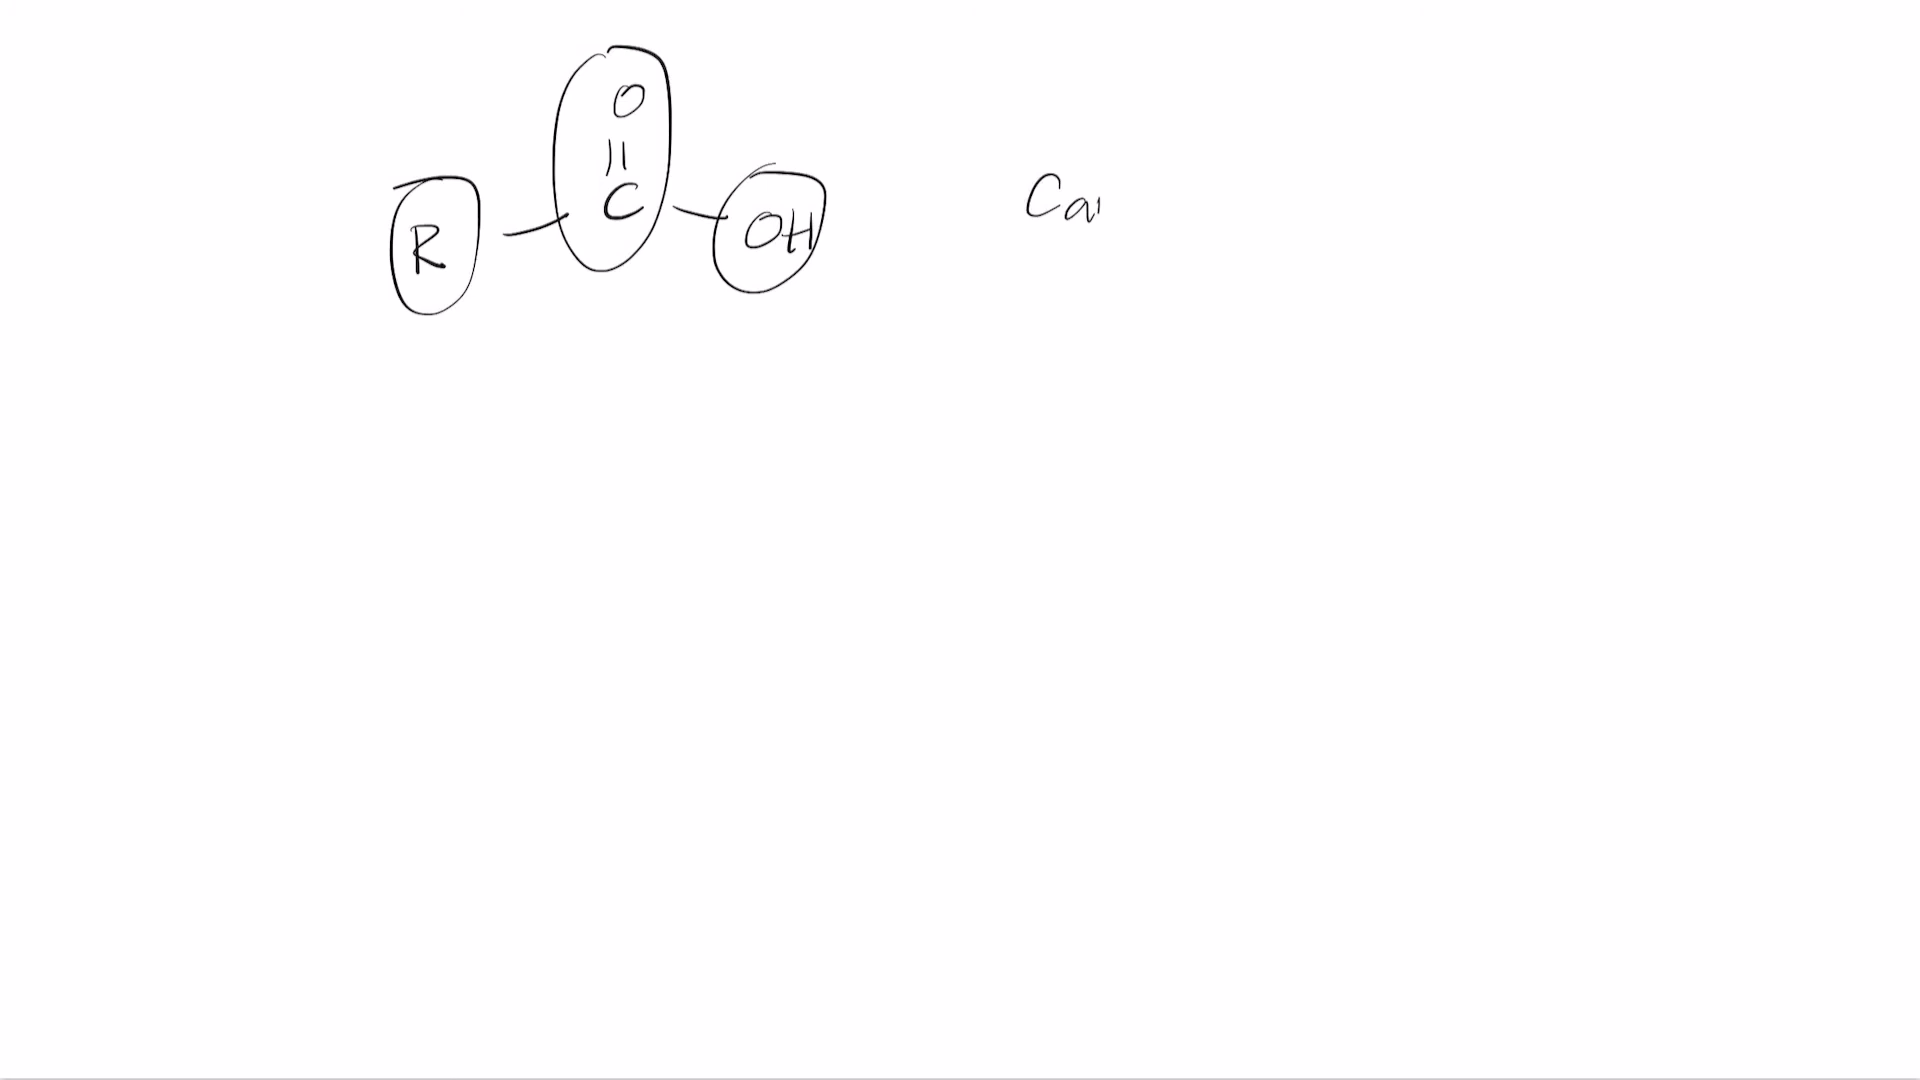 O
||
R — C — OH
Ca